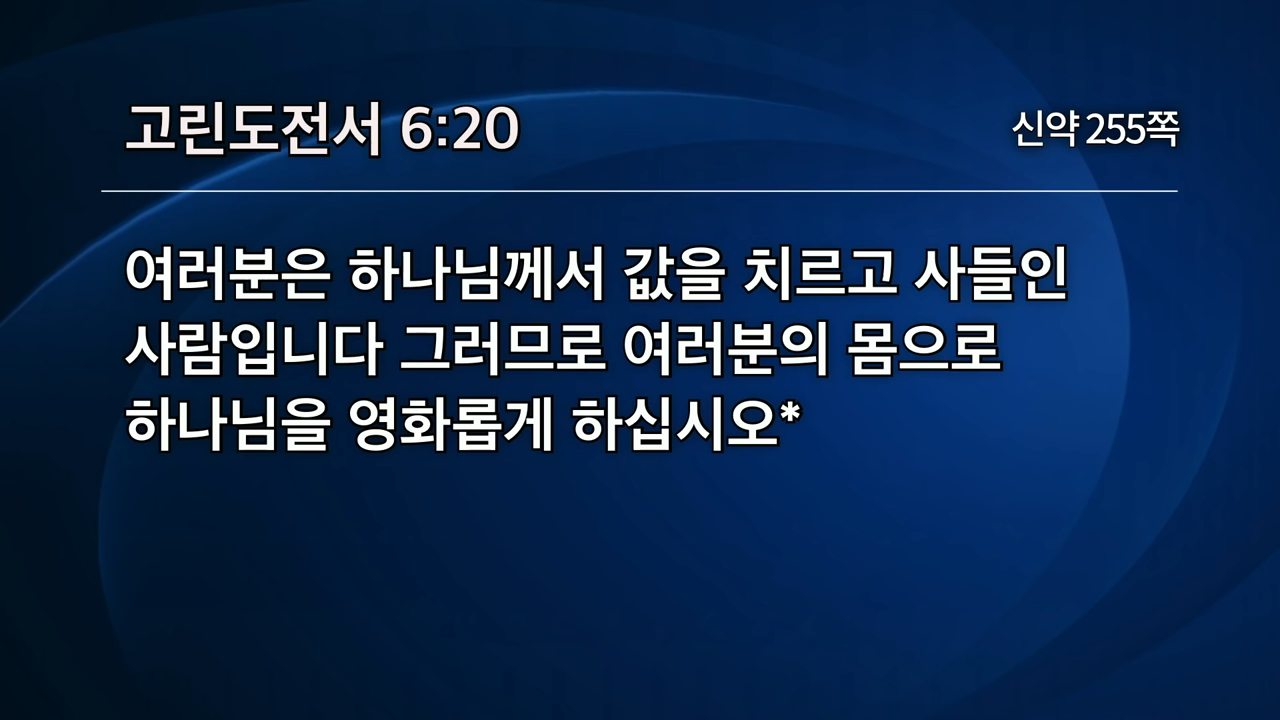 고린도전서 6:20
신약 255쪽
여러분은 하나님께서 값을 치르고 사들인
사람입니다 그러므로 여러분의 몸으로
하나님을 영화롭게 하십시오*